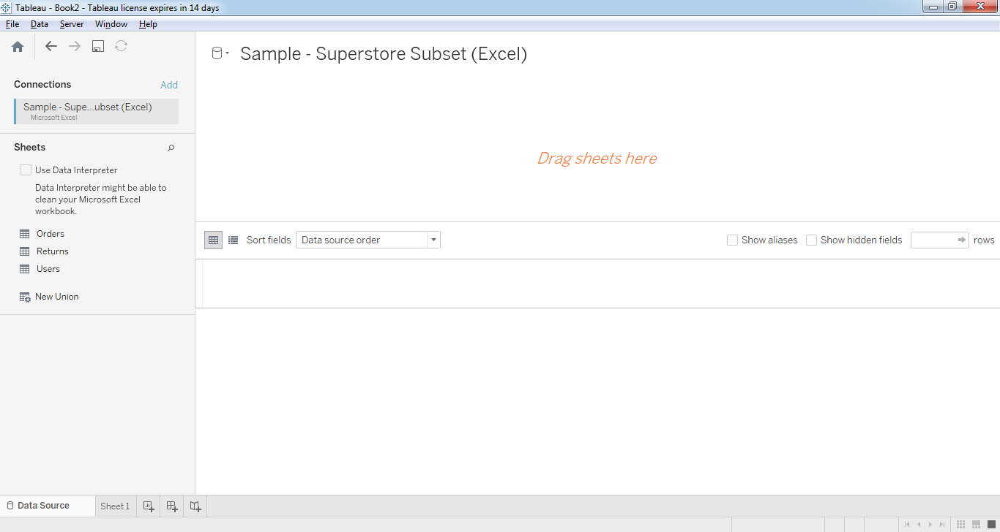 Tableau - Book2 - Tableau license expires in 14 days
File Data Server Window Help
Sample - Superstore Subset (Excel)
Connections Add
Sample - Supe...ubset (Excel)
Microsoft Excel
Sheets
Use Data Interpreter
Data Interpreter might be able to
clean your Microsoft Excel
workbook.
Orders
Returns
Users
New Union
Drag sheets here
Sort fields Data source order Show aliases Show hidden fields rows
Data Source Sheet 1